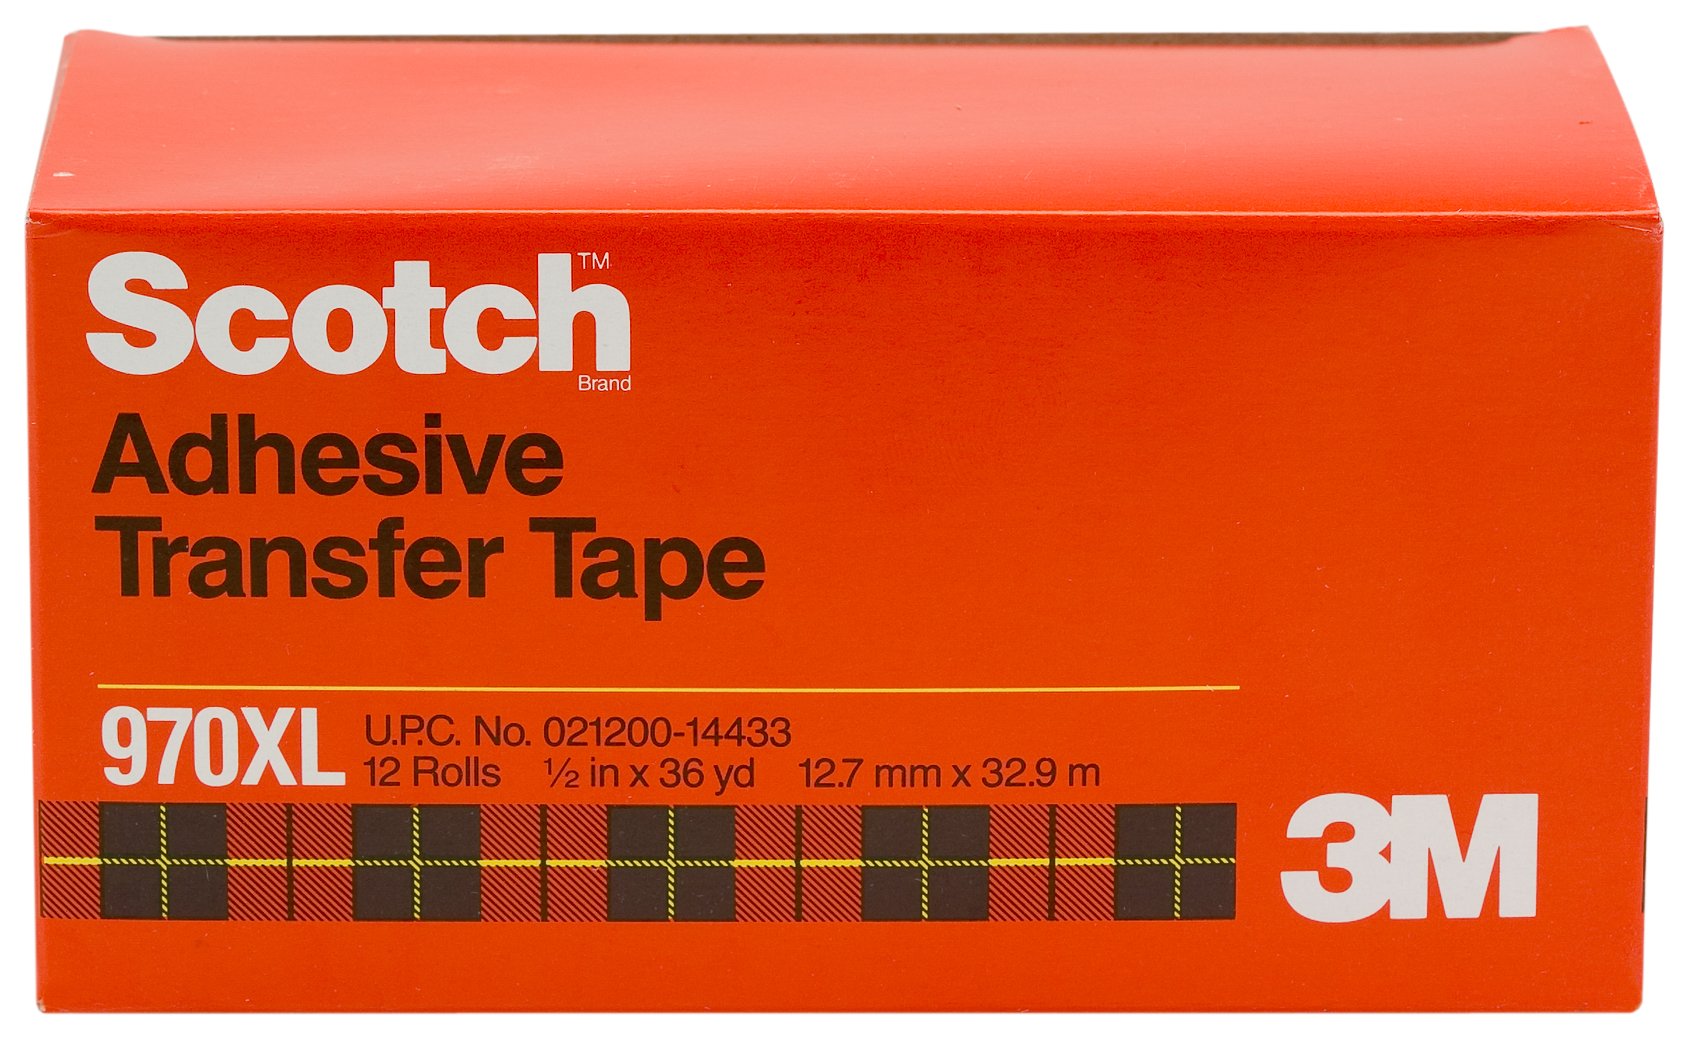 Scotch™
Brand
Adhesive
Transfer Tape
970XL U.P.C. No. 021200-14433
12 Rolls ½ in x 36 yd 12.7 mm x 32.9 m
3M